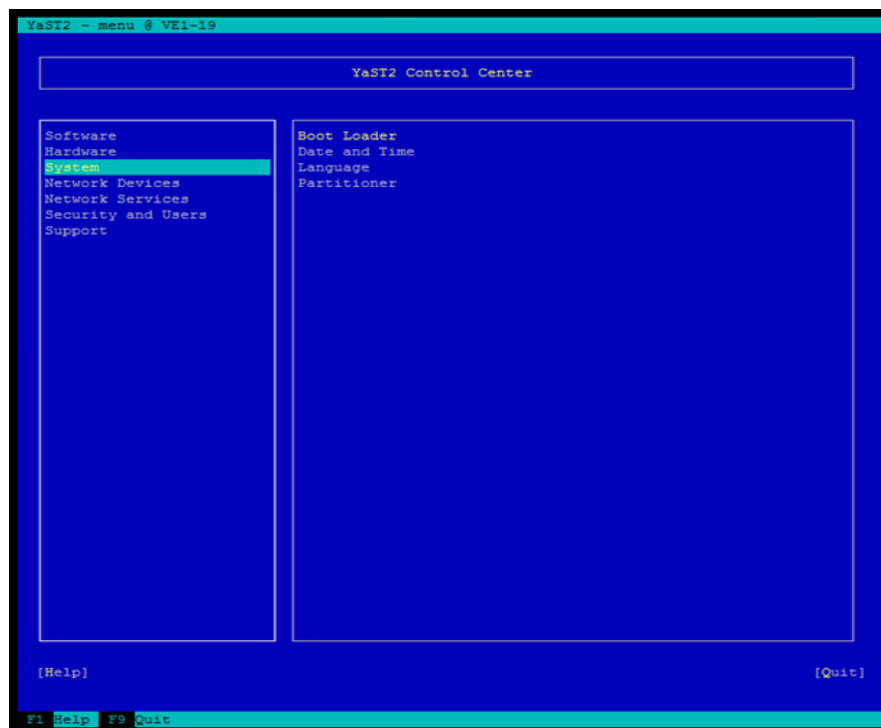 YaST2 - menu @ VE1-19
YaST2 Control Center
Software
Hardware
System
Network Devices
Network Services
Security and Users
Support
Boot Loader
Date and Time
Language
Partitioner
[Help] [Quit]
F1 Help F9 Quit